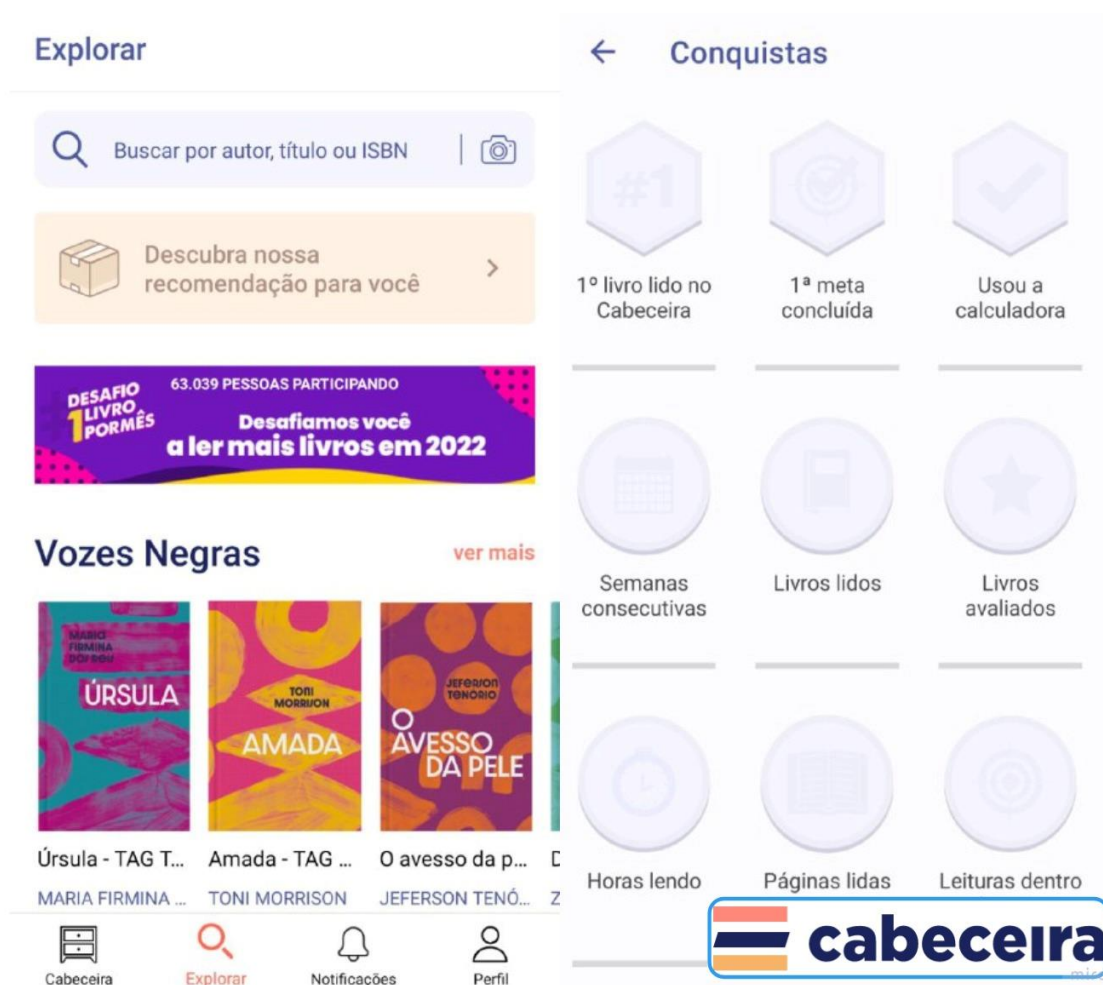 Explorar
Buscar por autor, título ou ISBN
Descubra nossa
recomendação para você
DESAFIO
1 LIVRO
POR MÊS
63.039 PESSOAS PARTICIPANDO
Desafiamos você
a ler mais livros em 2022
Vozes Negras
ver mais
MARIA
FIRMINA
DOS REIS
ÚRSULA
TONI
MORRISON
AMADA
JEFERSON
TENÓRIO
O
AVESSO
DA PELE
Úrsula - TAG T...
Amada - TAG ...
O avesso da p...
D
MARIA FIRMINA ...
TONI MORRISON
JEFERSON TENÓ...
Z
Cabeceira
Explorar
Notificações
Perfil
Conquistas
#1
1º livro lido no
Cabeceira
1ª meta
concluída
Usou a
calculadora
Semanas
consecutivas
Livros lidos
Livros
avaliados
Horas lendo
Páginas lidas
Leituras dentro
cabeceira